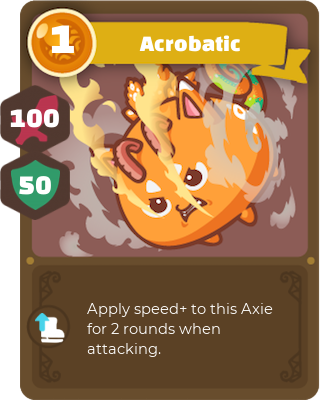 1
Acrobatic
100
50
Apply speed+ to this Axie
for 2 rounds when
attacking.